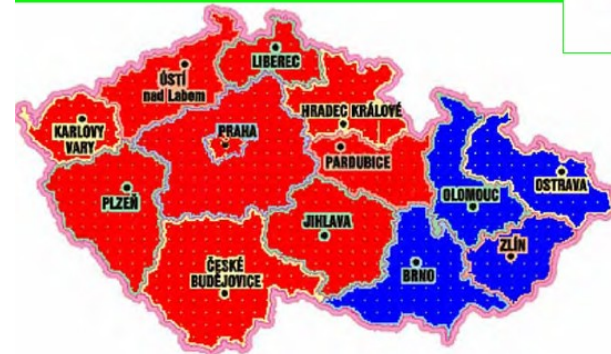 LIBEREC
ÚSTÍ
nad Labem
HRADEC KRÁLOVÉ
KARLOVY
VARY
PRAHA
PARDUBICE
OSTRAVA
PLZEŇ
OLOMOUC
JIHLAVA
ZLÍN
ČESKÉ
BUDĚJOVICE
BRNO